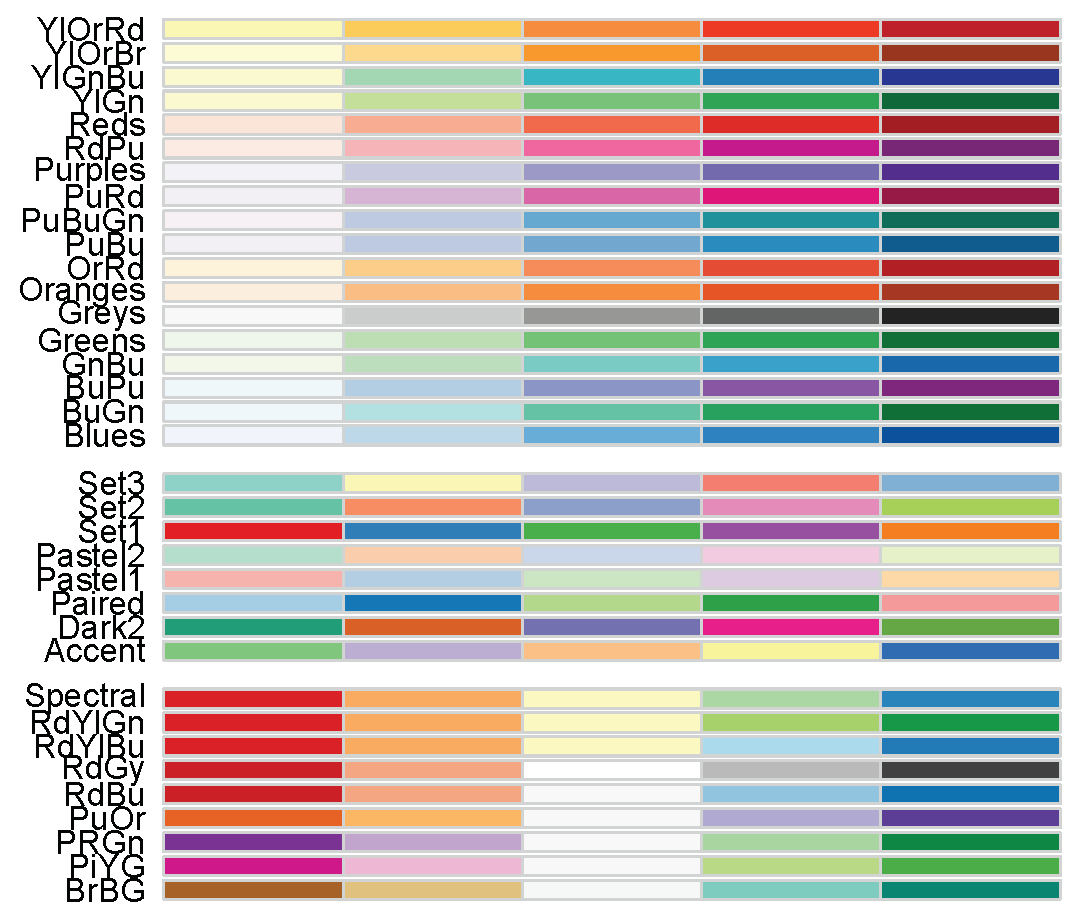 YlOrRd
YlOrBr
YlGnBu
YlGn
Reds
RdPu
Purples
PuRd
PuBuGn
PuBu
OrRd
Oranges
Greys
Greens
GnBu
BuPu
BuGn
Blues
Set3
Set2
Set1
Pastel2
Pastel1
Paired
Dark2
Accent
Spectral
RdYlGn
RdYlBu
RdGy
RdBu
PuOr
PRGn
PiYG
BrBG